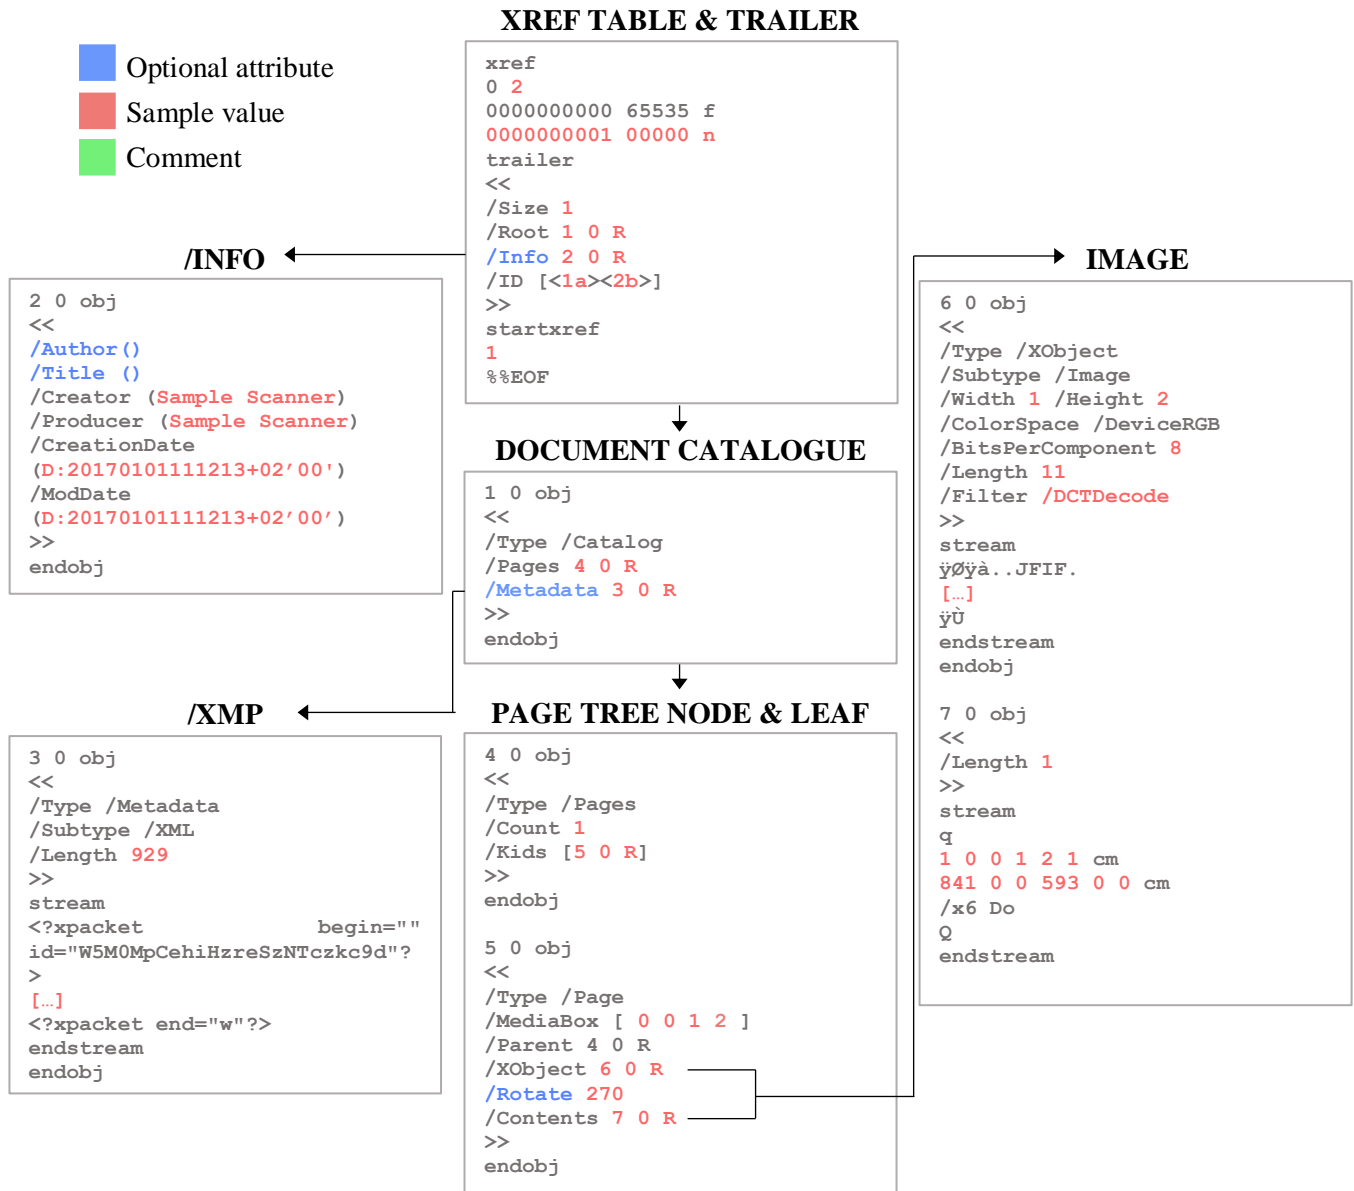 XREF TABLE & TRAILER
Optional attribute
Sample value
Comment
xref
0 2
0000000000 65535 f
0000000001 00000 n
trailer
<<
/Size 1
/Root 1 0 R
/Info 2 0 R
/ID [<1a><2b>]
>>
startxref
1
%%EOF
/INFO
2 0 obj
<<
/Author()
/Title ()
/Creator (Sample Scanner)
/Producer (Sample Scanner)
/CreationDate
(D:20170101111213+02’00')
/ModDate
(D:20170101111213+02’00’)
>>
endobj
DOCUMENT CATALOGUE
1 0 obj
<<
/Type /Catalog
/Pages 4 0 R
/Metadata 3 0 R
>>
endobj
/XMP
3 0 obj
<<
/Type /Metadata
/Subtype /XML
/Length 929
>>
stream
<?xpacket begin=""
id="W5M0MpCehiHzreSzNTczkc9d"?
>
[…]
<?xpacket end="w"?>
endstream
endobj
PAGE TREE NODE & LEAF
4 0 obj
<<
/Type /Pages
/Count 1
/Kids [5 0 R]
>>
endobj
5 0 obj
<<
/Type /Page
/MediaBox [ 0 0 1 2 ]
/Parent 4 0 R
/XObject 6 0 R
/Rotate 270
/Contents 7 0 R
>>
endobj
IMAGE
6 0 obj
<<
/Type /XObject
/Subtype /Image
/Width 1 /Height 2
/ColorSpace /DeviceRGB
/BitsPerComponent 8
/Length 11
/Filter /DCTDecode
>>
stream
ÿØÿà..JFIF.
[…]
ÿÙ
endstream
endobj
7 0 obj
<<
/Length 1
>>
stream
q
1 0 0 1 2 1 cm
841 0 0 593 0 0 cm
/x6 Do
Q
endstream